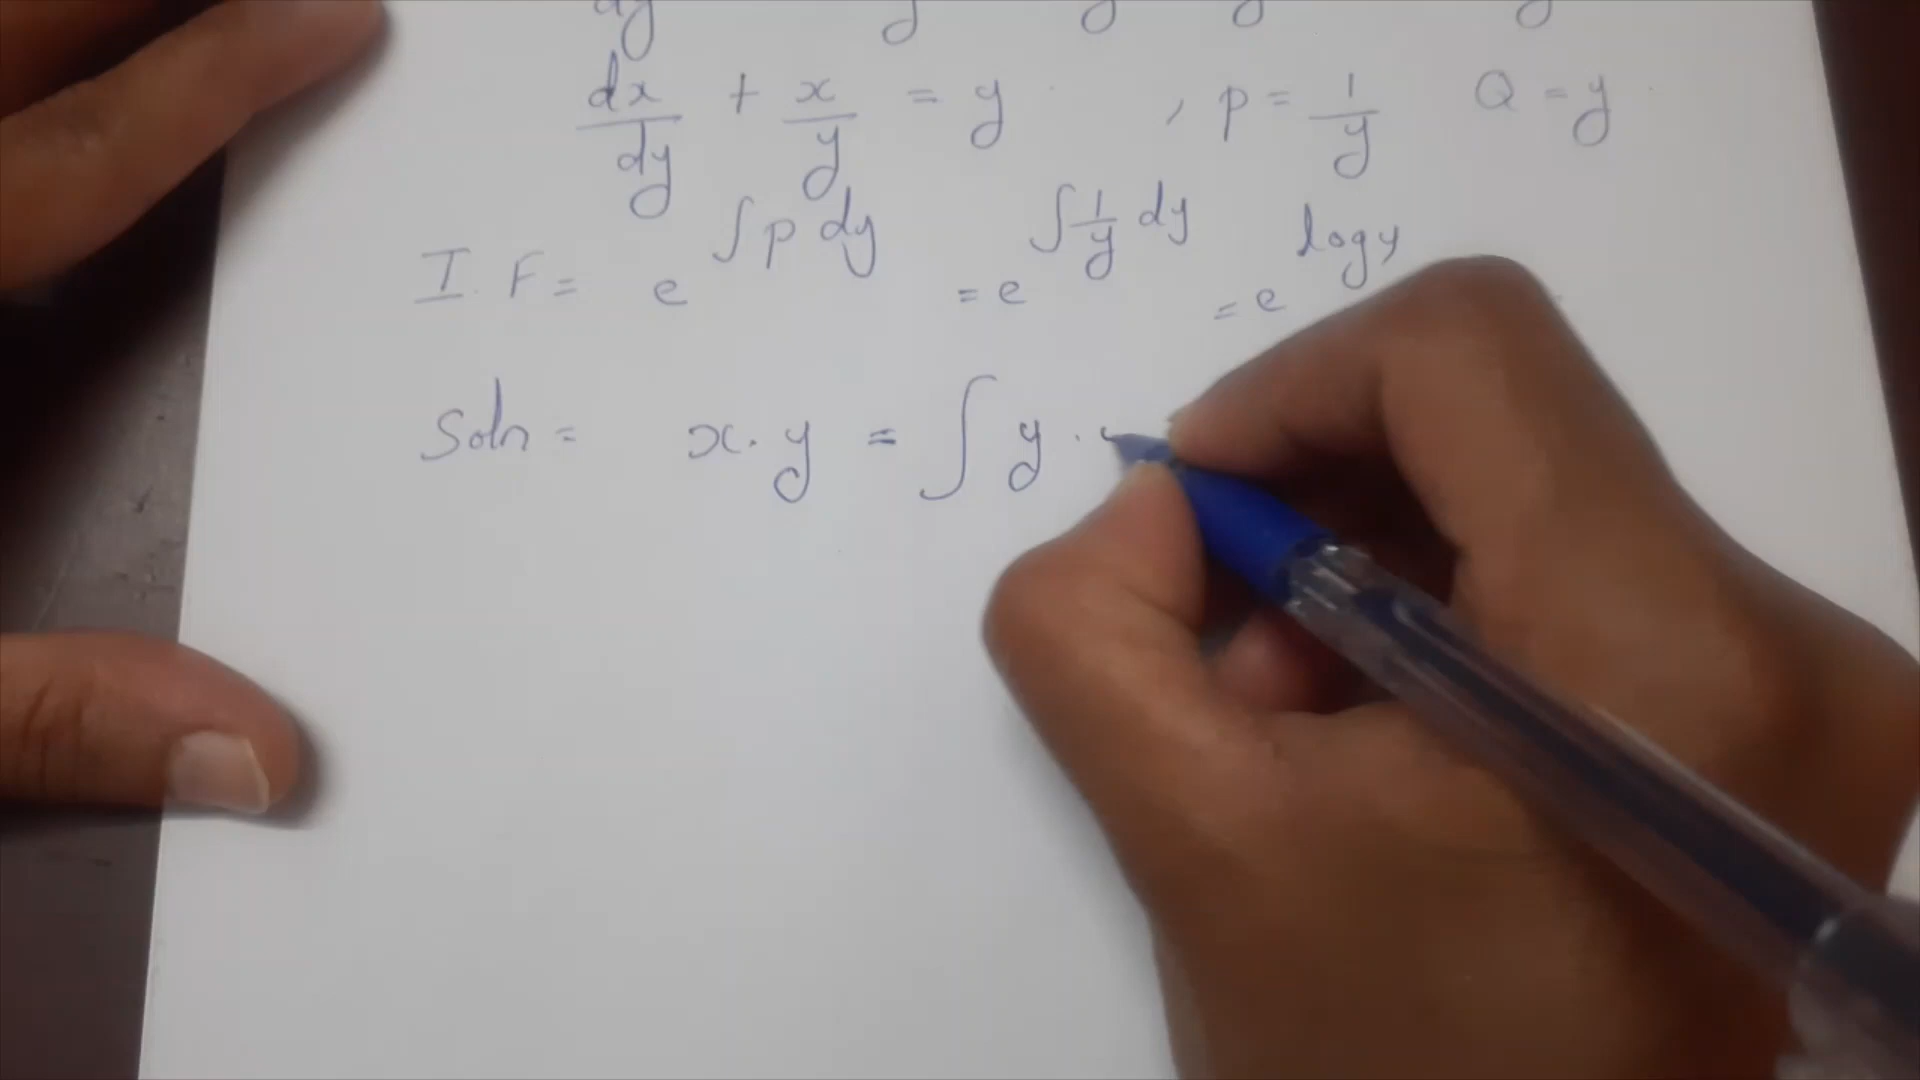 dx/dy + x/y = y , p = 1/y Q = y
I.F = e^∫p dy = e^∫1/y dy = e^log y
Soln = x. y = ∫ y .